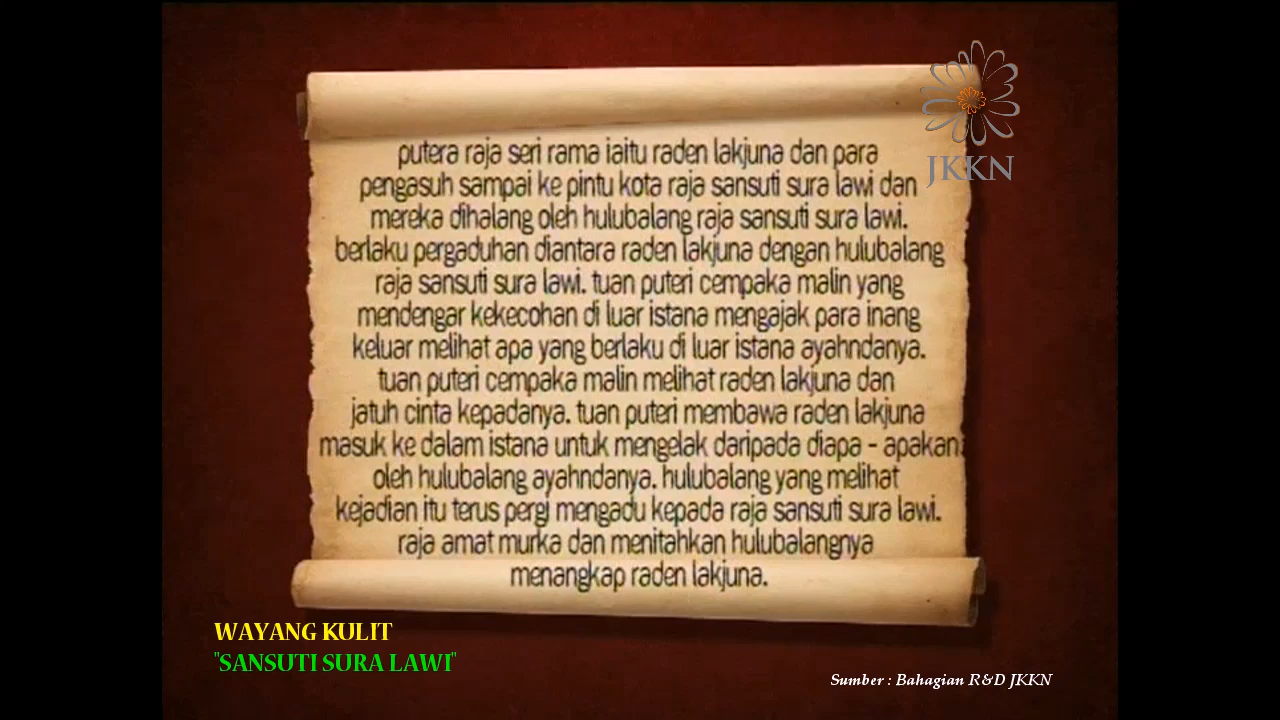 JKKN
putera raja seri rama iaitu raden lakjuna dan para
pengasuh sampai ke pintu kota raja sansuti sura lawi dan
mereka dihalang oleh hulubalang raja sansuti sura lawi.
berlaku pergaduhan diantara raden lakjuna dengan hulubalang
raja sansuti sura lawi. tuan puteri cempaka malin yang
mendengar kekecohan di luar istana mengajak para inang
keluar melihat apa yang berlaku di luar istana ayahndanya.
tuan puteri cempaka malin melihat raden lakjuna dan
jatuh cinta kepadanya. tuan puteri membawa raden lakjuna
masuk ke dalam istana untuk mengelak daripada diapa - apakan
oleh hulubalang ayahndanya. hulubalang yang melihat
kejadian itu terus pergi mengadu kepada raja sansuti sura lawi.
raja amat murka dan menitahkan hulubalangnya
menangkap raden lakjuna.
WAYANG KULIT
"SANSUTI SURA LAWI"
Sumber : Bahagian R&D JKKN